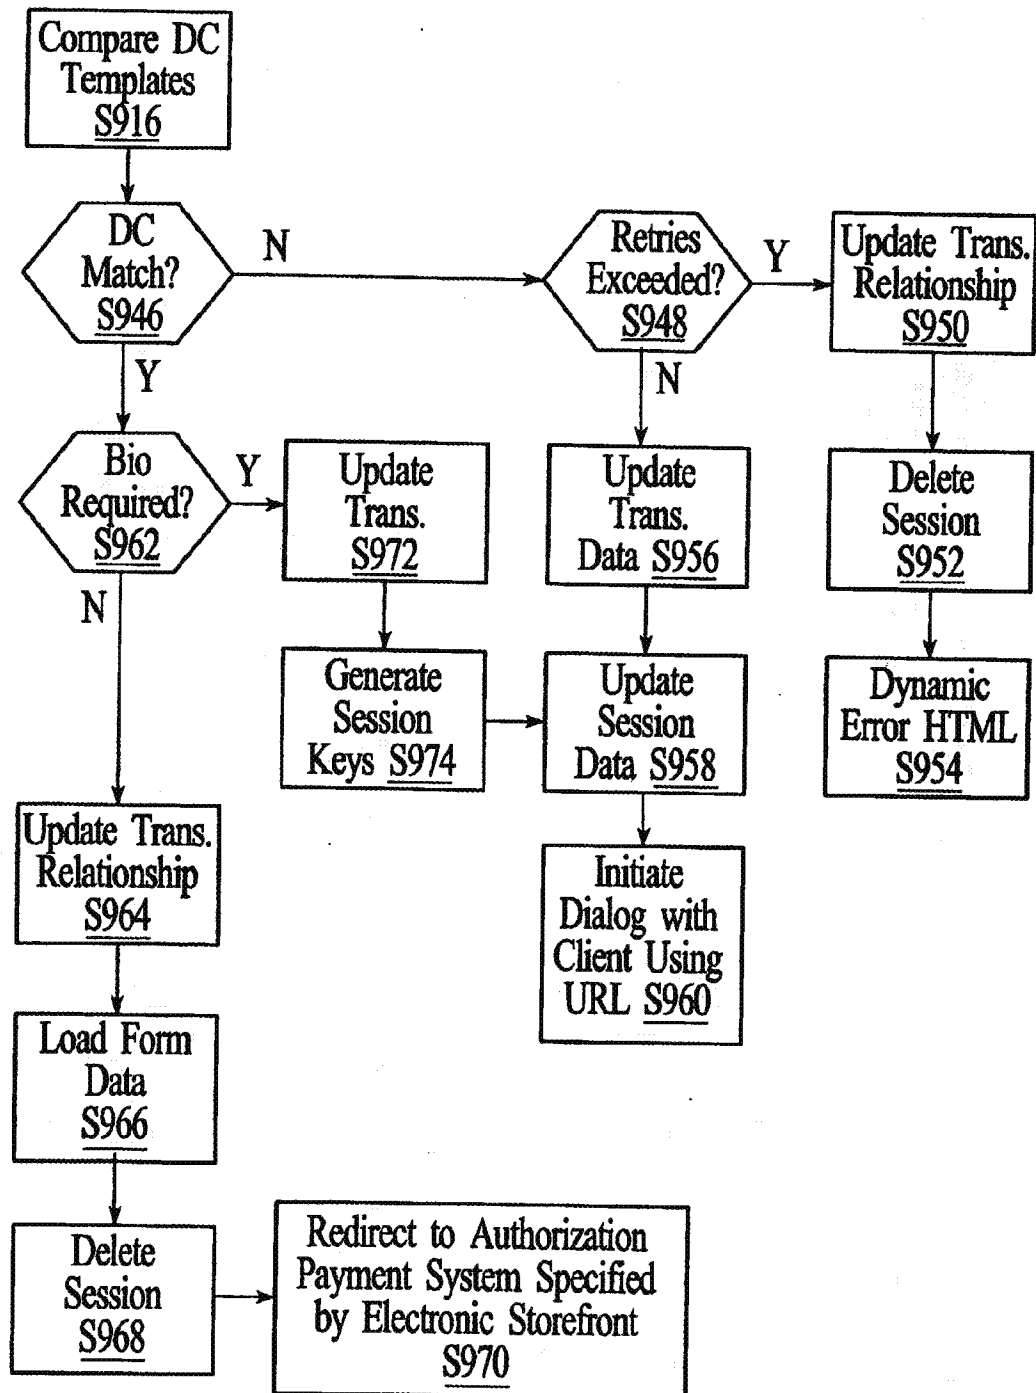 Compare DC
Templates
S916
DC
Match?
S946
N
Retries
Exceeded?
S948
Y
Update Trans.
Relationship
S950
Y
N
Bio
Required?
S962
Y
Update
Trans.
S972
Update
Trans.
Data S956
Delete
Session
S952
N
Generate
Session
Keys S974
Update
Session
Data S958
Dynamic
Error HTML
S954
Update Trans.
Relationship
S964
Initiate
Dialog with
Client Using
URL S960
Load Form
Data
S966
Delete
Session
S968
Redirect to Authorization
Payment System Specified
by Electronic Storefront
S970